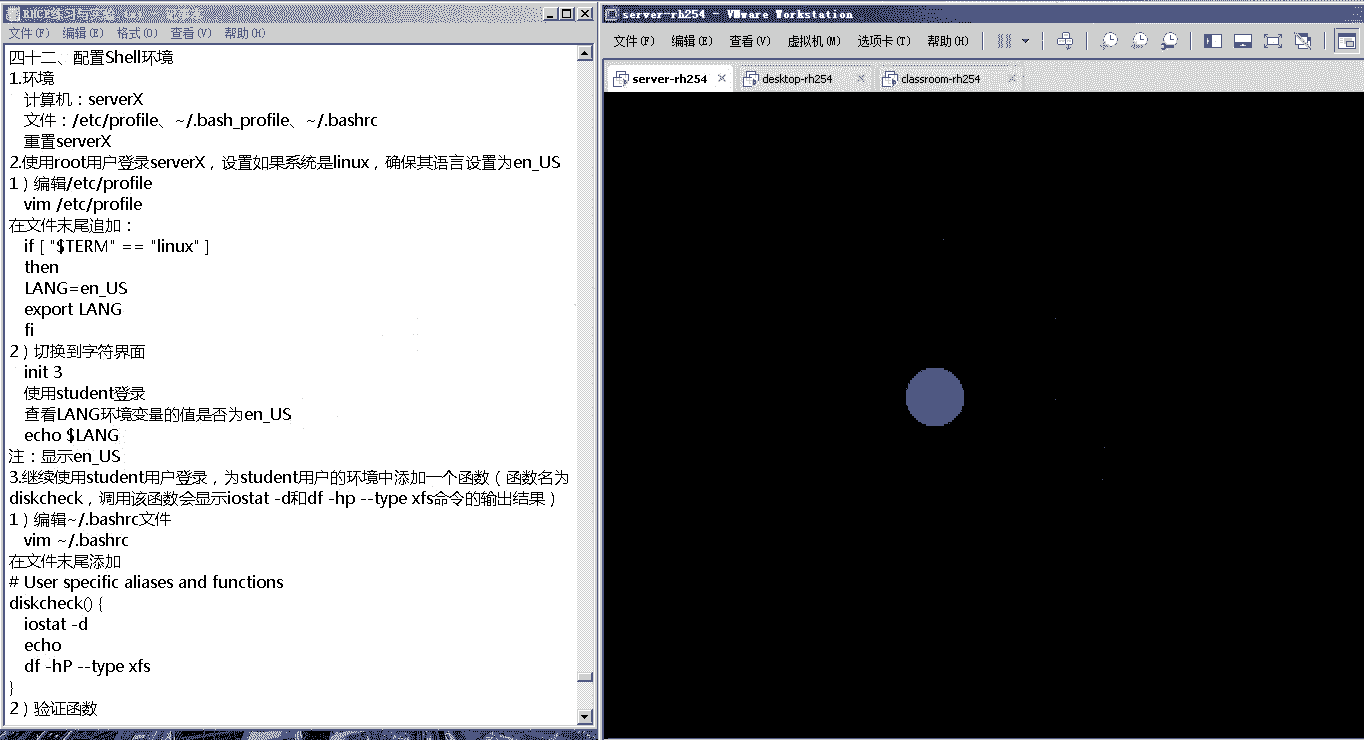 RHCE练习与实验
文件(F) 编辑(E) 格式(O) 查看(V) 帮助(H)
四十二、配置Shell环境
1.环境
计算机：serverX
文件：/etc/profile、~/.bash_profile、~/.bashrc
重置serverX
2.使用root用户登录serverX，设置如果系统是linux，确保其语言设置为en_US
1）编辑/etc/profile
vim /etc/profile
在文件末尾追加：
if [ "$TERM" == "linux" ]
then
LANG=en_US
export LANG
fi
2）切换到字符界面
init 3
使用student登录
查看LANG环境变量的值是否为en_US
echo $LANG
注：显示en_US
3.继续使用student用户登录，为student用户的环境中添加一个函数（函数名为
diskcheck，调用该函数会显示iostat -d和df -hp --type xfs命令的输出结果）
1）编辑~/.bashrc文件
vim ~/.bashrc
在文件末尾添加
# User specific aliases and functions
diskcheck() {
iostat -d
echo
df -hP --type xfs
}
2）验证函数
server-rh254 - VMware Workstation
文件(F) 编辑(E) 查看(V) 虚拟机(M) 选项卡(T) 帮助(H)
server-rh254 desktop-rh254 classroom-rh254